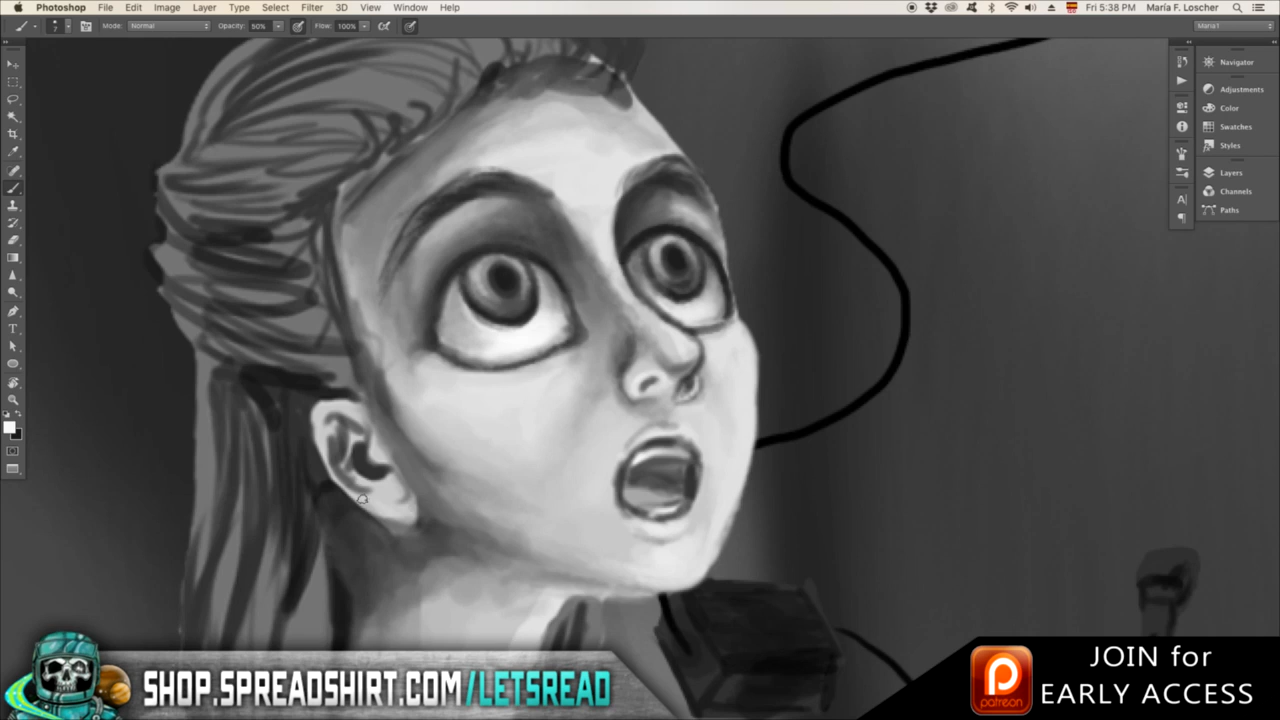 Photoshop File Edit Image Layer Type Select Filter 3D View Window Help
Fri 5:38 PM María F. Loscher
Mode: Normal Opacity: 50% Flow: 100%
Maria1
Navigator
Adjustments
Color
Swatches
Styles
Layers
Channels
Paths
SHOP.SPREADSHIRT.COM/LETSREAD
patreon
JOIN for
EARLY ACCESS